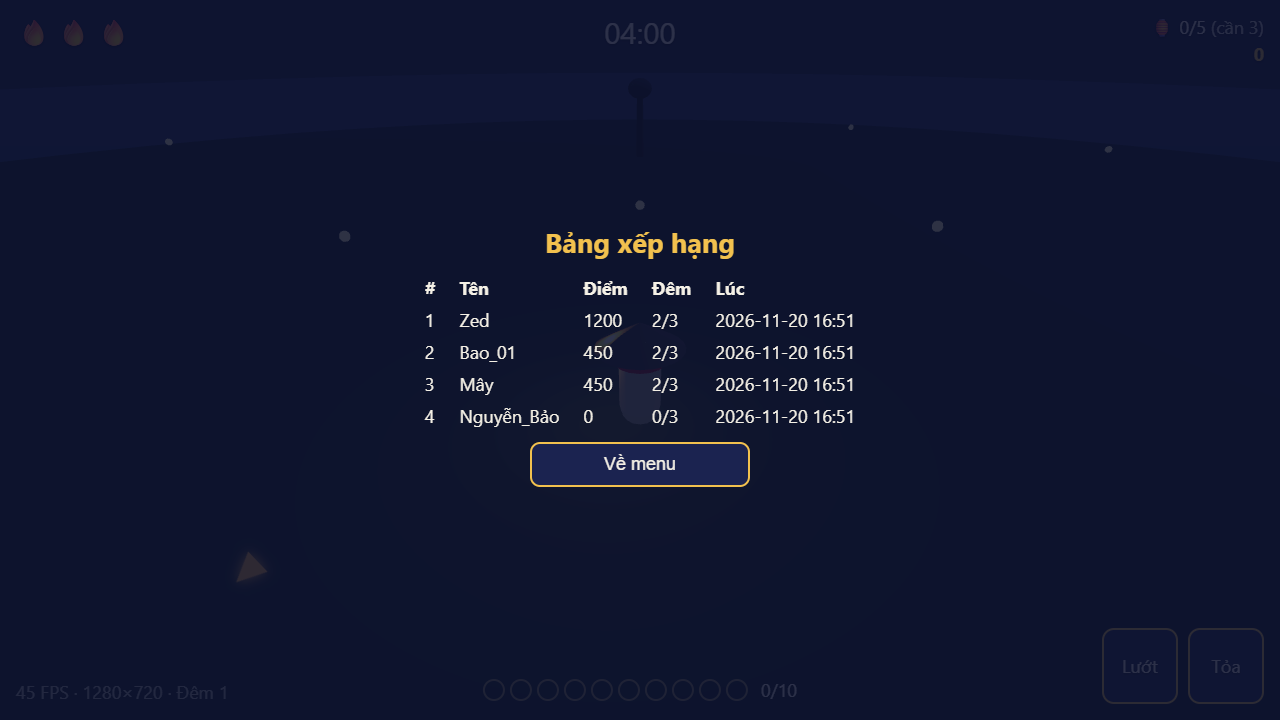 04:00
0/5 (cần 3)
0
Bảng xếp hạng
# Tên Điểm Đêm Lúc
1 Zed 1200 2/3 2026-11-20 16:51
2 Bao_01 450 2/3 2026-11-20 16:51
3 Mây 450 2/3 2026-11-20 16:51
4 Nguyễn_Bảo 0 0/3 2026-11-20 16:51
Về menu
Lướt Tỏa
45 FPS · 1280×720 · Đêm 1
0/10